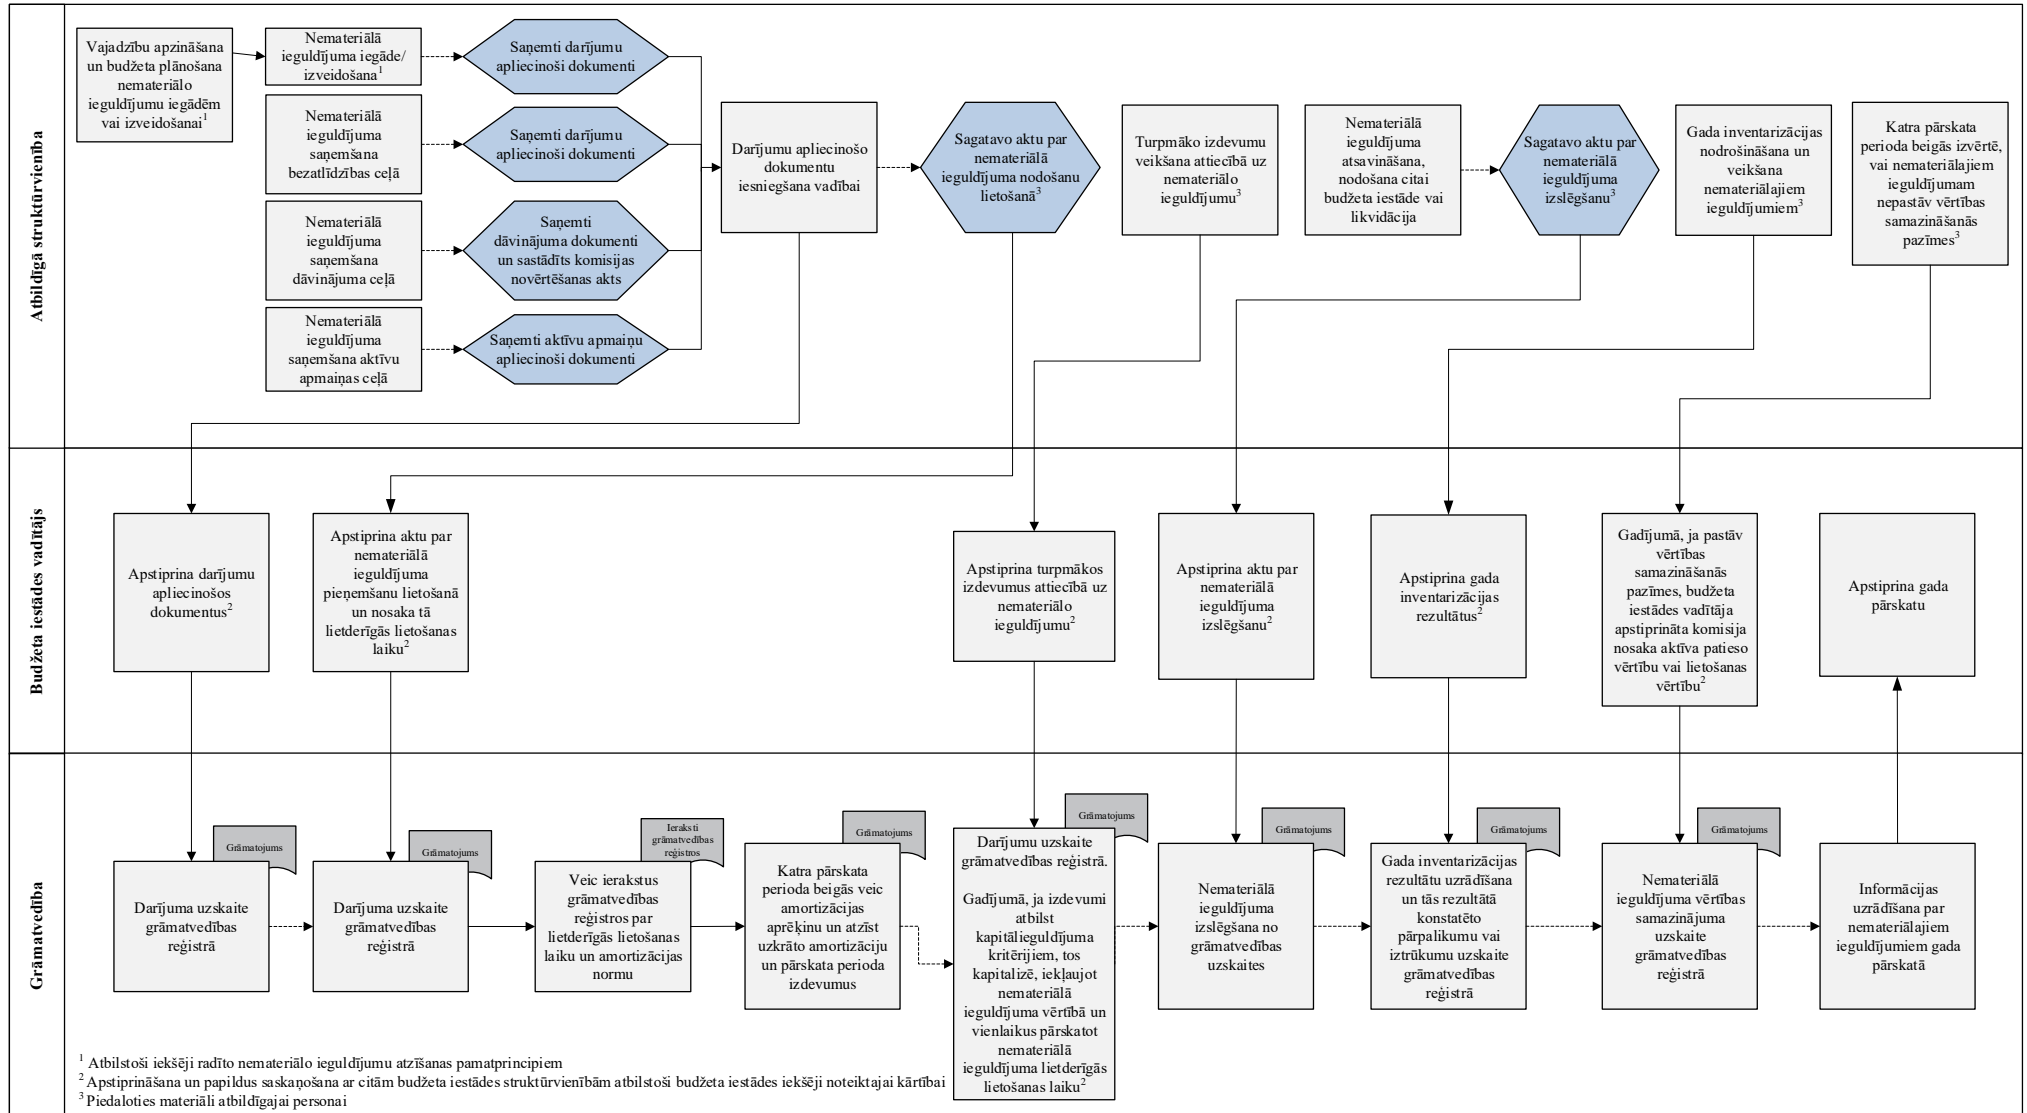 Atbildīgā struktūrvienība
Vajadzību apzināšana
un budžeta plānošana
nemateriālo
ieguldījumu iegādēm
vai izveidošanai¹
Nemateriālā
ieguldījuma iegāde/
izveidošana¹
Saņemti darījumu
apliecinoši dokumenti
Nemateriālā
ieguldījuma
saņemšana
bezatlīdzības ceļā
Saņemti darījumu
apliecinoši dokumenti
Nemateriālā
ieguldījuma
saņemšana
dāvinājuma ceļā
Saņemti
dāvinājuma dokumenti
un sastādīts komisijas
novērtēšanas akts
Nemateriālā
ieguldījuma
saņemšana aktīvu
apmaiņas ceļā
Saņemti aktīvu apmaiņu
apliecinoši dokumenti
Darījumu apliecinošo
dokumentu
iesniegšana vadībai
Sagatavo aktu par
nemateriālā
ieguldījuma nodošanu
lietošanā³
Turpmāko izdevumu
veikšana attiecībā uz
nemateriālo
ieguldījumu³
Nemateriālā
ieguldījuma
atsavināšana,
nodošana citai
budžeta iestāde vai
likvidācija
Sagatavo aktu par
nemateriālā
ieguldījuma
izslēgšanu³
Gada inventarizācijas
nodrošināšana un
veikšana
nemateriālajiem
ieguldījumiem³
Katra pārskata
perioda beigās izvērtē,
vai nemateriālajiem
ieguldījumam
nepastāv vērtības
samazināšanās
pazīmes³
Budžeta iestādes vadītājs
Apstiprina darījumu
apliecinošos
dokumentus²
Apstiprina aktu par
nemateriālā
ieguldījuma
pieņemšanu lietošanā
un nosaka tā
lietderīgās lietošanas
laiku²
Apstiprina turpmākos
izdevumus attiecībā uz
nemateriālo
ieguldījumu²
Apstiprina aktu par
nemateriālā
ieguldījuma
izslēgšanu²
Apstiprina gada
inventarizācijas
rezultātus²
Gadījumā, ja pastāv
vērtības
samazināšanās
pazīmes, budžeta
iestādes vadītāja
apstiprināta komisija
nosaka aktīva patieso
vērtību vai lietošanas
vērtību²
Apstiprina gada
pārskatu
Grāmatvedība
Grāmatojums
Darījuma uzskaite
grāmatvedības
reģistrā
Grāmatojums
Darījuma uzskaite
grāmatvedības
reģistrā
Ieraksti
grāmatvedības
reģistros
Veic ierakstus
grāmatvedības
reģistros par
lietderīgās lietošanas
laiku un amortizācijas
normu
Grāmatojums
Katra pārskata
perioda beigās veic
amortizācijas
aprēķinu un atzīst
uzkrāto amortizāciju
un pārskata perioda
izdevumus
Grāmatojums
Darījumu uzskaite
grāmatvedības reģistrā.
Gadījumā, ja izdevumi
atbilst
kapitālieguldījuma
kritērijiem, tos
kapitalizē, iekļaujot
nemateriālā
ieguldījuma vērtībā un
vienlaikus pārskatot
nemateriālā
ieguldījuma lietderīgās
lietošanas laiku²
Grāmatojums
Nemateriālā
ieguldījuma
izslēgšana no
grāmatvedības
uzskaites
Grāmatojums
Gada inventarizācijas
rezultātu uzrādīšana
un tās rezultātā
konstatēto
pārpalikumu vai
iztrūkumu uzskaite
grāmatvedības
reģistrā
Grāmatojums
Nemateriālā
ieguldījuma vērtības
samazinājuma
uzskaite
grāmatvedības
reģistrā
Informācijas
uzrādīšana par
nemateriālajiem
ieguldījumiem gada
pārskatā
¹ Atbilstoši iekšēji radīto nemateriālo ieguldījumu atzīšanas pamatprincipiem
² Apstiprināšana un papildus saskaņošana ar citām budžeta iestādes struktūrvienībām atbilstoši budžeta iestādes iekšēji noteiktajai kārtībai
³ Piedaloties materiāli atbildīgajai personai